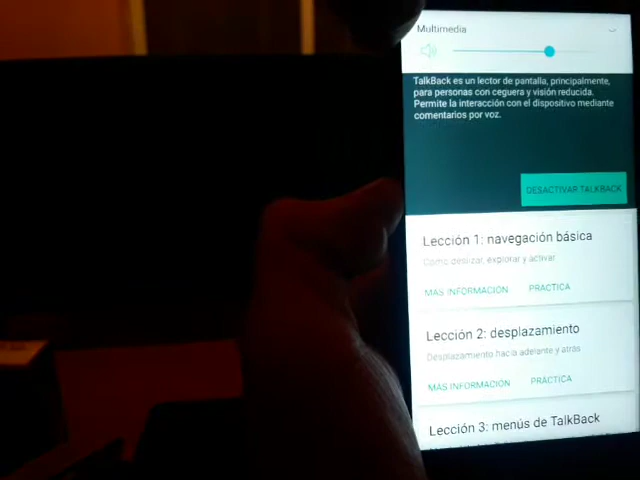 Multimedia
TalkBack es un lector de pantalla, principalmente,
para personas con ceguera y visión reducida.
Permite la interacción con el dispositivo mediante
comentarios por voz.
DESACTIVAR TALKBACK
Lección 1: navegación básica
Cómo deslizar, explorar y activar
MÁS INFORMACIÓN PRÁCTICA
Lección 2: desplazamiento
Desplazamiento hacia adelante y atrás
MÁS INFORMACIÓN PRÁCTICA
Lección 3: menús de TalkBack